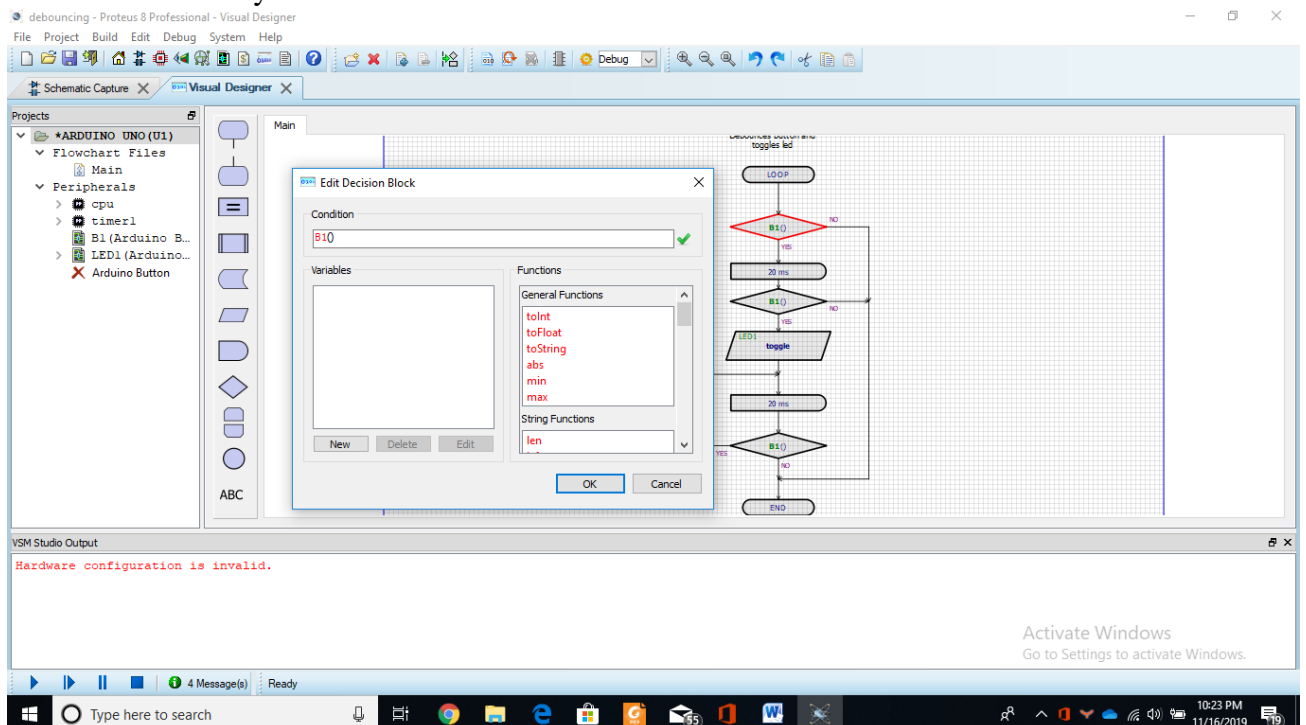 debouncing - Proteus 8 Professional - Visual Designer
File Project Build Edit Debug System Help
Debug
Schematic Capture
Visual Designer
Projects
*ARDUINO UNO (U1)
Flowchart Files
Main
Peripherals
cpu
timer1
B1 (Arduino B...
LED1 (Arduino...
Arduino Button
ABC
Main
Debounces button and
toggles led
LOOP
B1()
NO
YES
20 ms
B1()
NO
YES
LED1
toggle
20 ms
B1()
YES
NO
END
Edit Decision Block
Condition
B1()
Variables
New Delete Edit
Functions
General Functions
toInt
toFloat
toString
abs
min
max
String Functions
len
OK Cancel
VSM Studio Output
Hardware configuration is invalid.
Activate Windows
Go to Settings to activate Windows.
4 Message(s) Ready
Type here to search
55
10:23 PM
11/16/2019
19